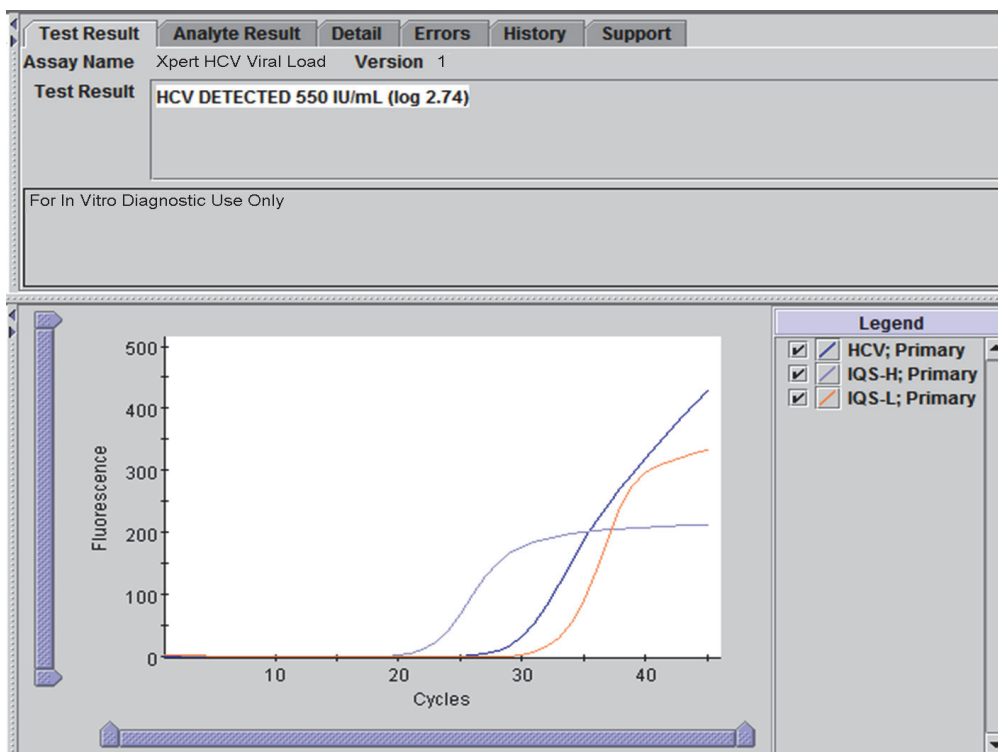 Test Result Analyte Result Detail Errors History Support
Assay Name Xpert HCV Viral Load Version 1
Test Result HCV DETECTED 550 IU/mL (log 2.74)
For In Vitro Diagnostic Use Only
Legend
HCV; Primary
IQS-H; Primary
IQS-L; Primary
Fluorescence
500
400
300
200
100
0
10 20 30 40
Cycles